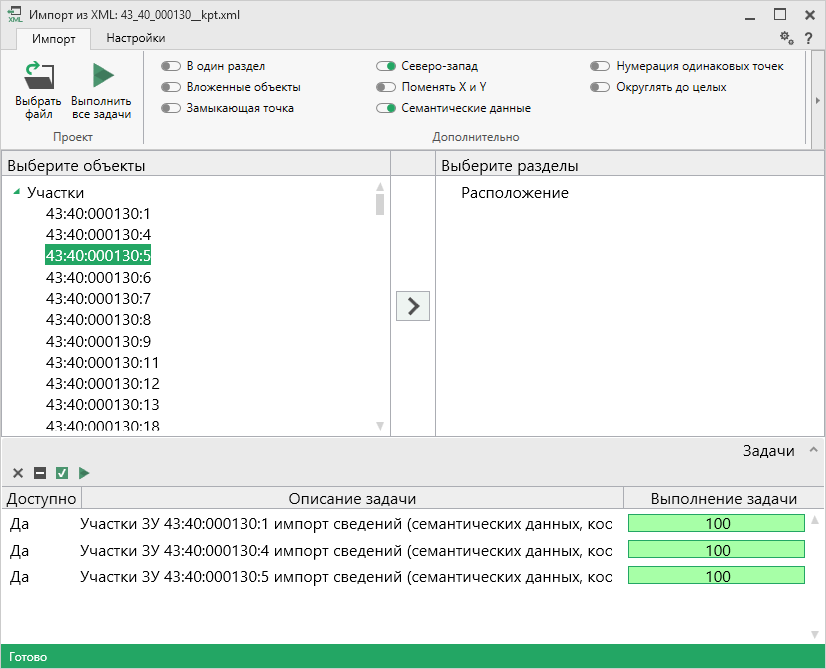 XML Импорт из XML: 43_40_000130__kpt.xml
Импорт Настройки
?
Выбрать файл
Выполнить все задачи
Проект
В один раздел
Вложенные объекты
Замыкающая точка
Северо-запад
Поменять X и Y
Семантические данные
Нумерация одинаковых точек
Округлять до целых
Дополнительно
Выберите объекты
Участки
43:40:000130:1
43:40:000130:4
43:40:000130:5
43:40:000130:6
43:40:000130:7
43:40:000130:8
43:40:000130:9
43:40:000130:11
43:40:000130:12
43:40:000130:13
43:40:000130:18
Выберите разделы
Расположение
Задачи
Доступно Описание задачи Выполнение задачи
Да Участки ЗУ 43:40:000130:1 импорт сведений (семантических данных, кос 100
Да Участки ЗУ 43:40:000130:4 импорт сведений (семантических данных, кос 100
Да Участки ЗУ 43:40:000130:5 импорт сведений (семантических данных, кос 100
Готово